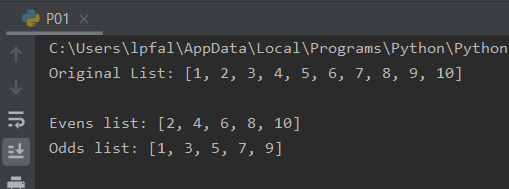 P01
C:\Users\lpfal\AppData\Local\Programs\Python\Python
Original List: [1, 2, 3, 4, 5, 6, 7, 8, 9, 10]
Evens list: [2, 4, 6, 8, 10]
Odds list: [1, 3, 5, 7, 9]